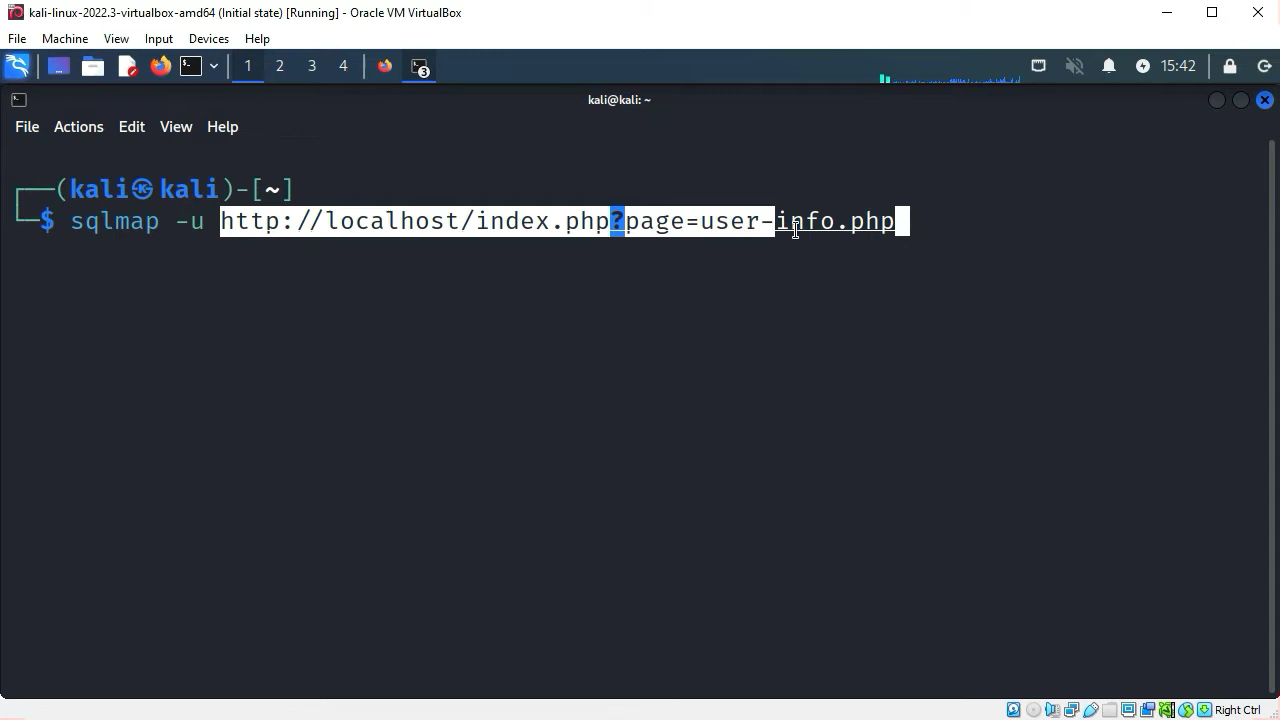 kali-linux-2022.3-virtualbox-amd64 (Initial state) [Running] - Oracle VM VirtualBox
File Machine View Input Devices Help
1 2 3 4 3 15:42
kali@kali: ~
File Actions Edit View Help
┌──(kali㉿kali)-[~]
└─$ sqlmap -u http://localhost/index.php?page=user-info.php
Right Ctrl